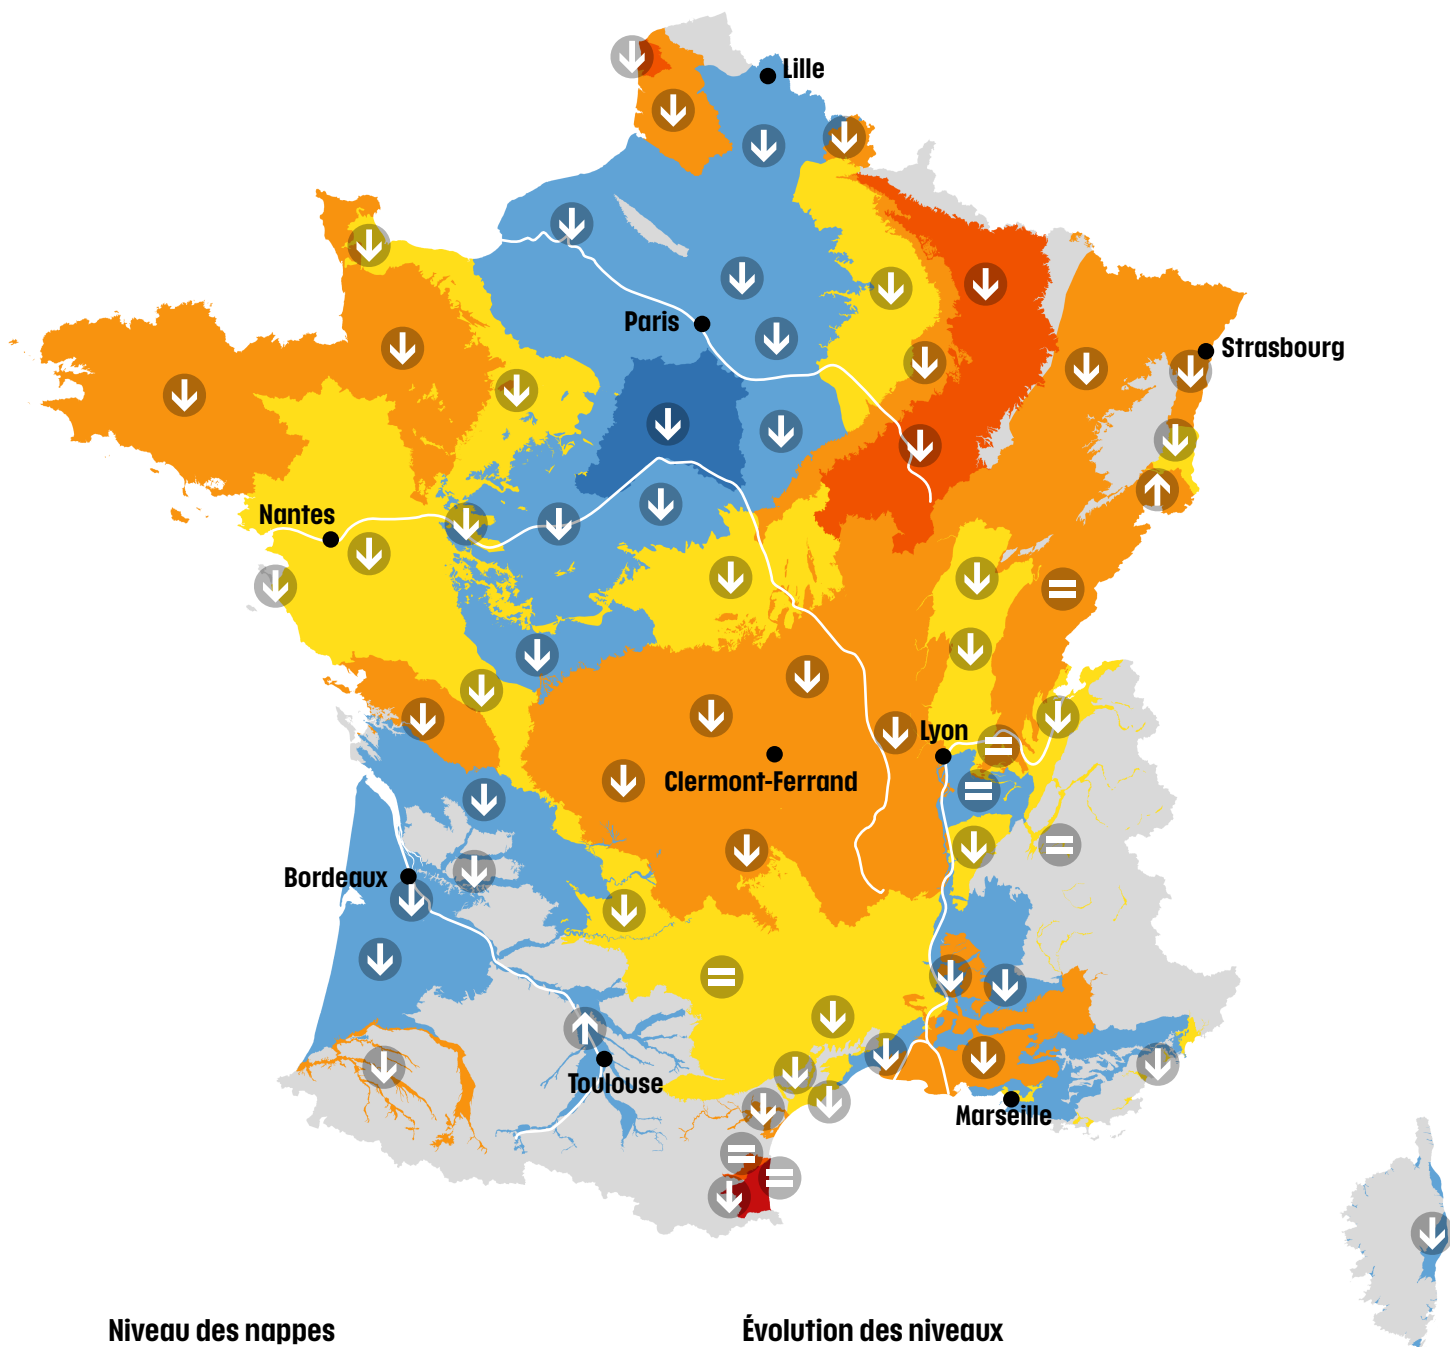 Lille
Paris
Strasbourg
Nantes
Lyon
Clermont-Ferrand
Bordeaux
Toulouse
Marseille
Niveau des nappes
Évolution des niveaux